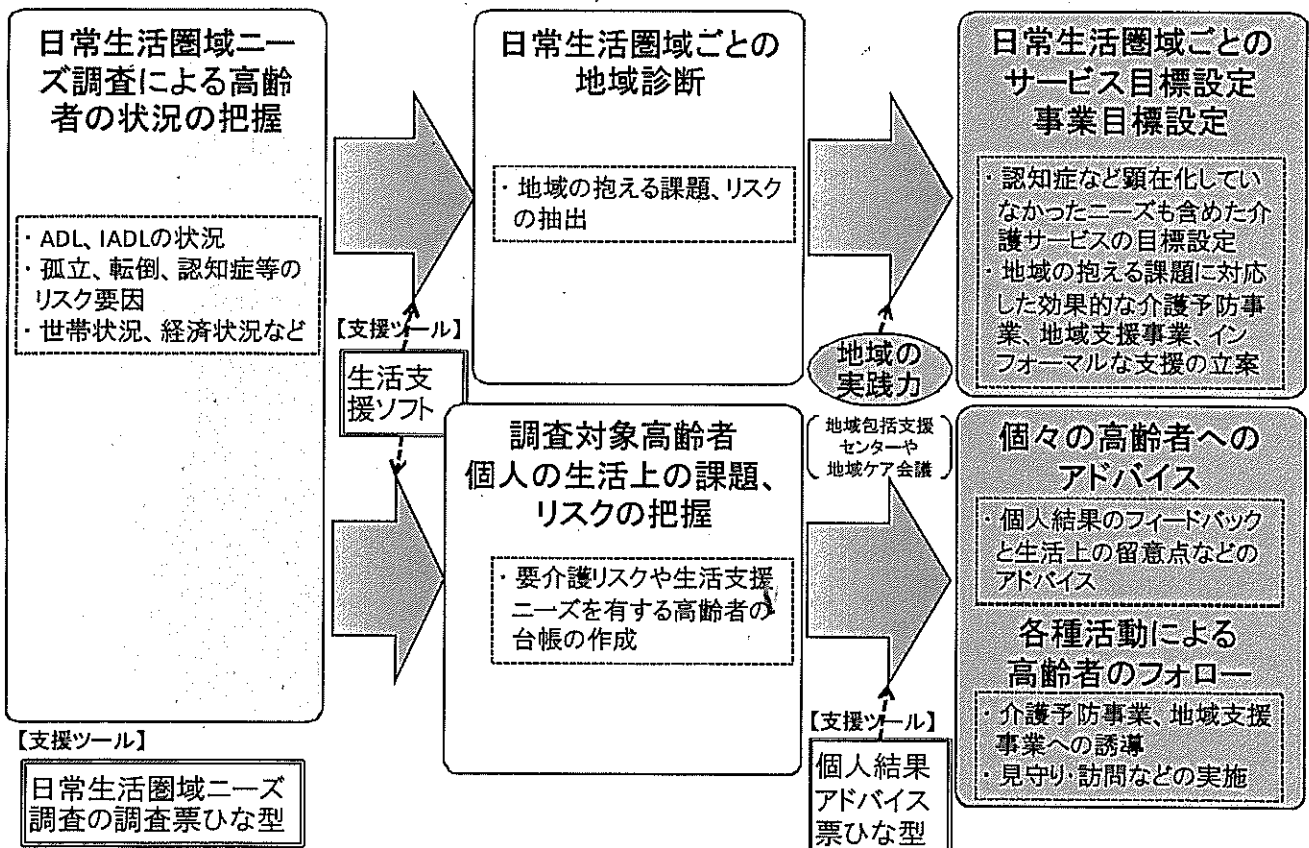 日常生活圏域ニー
ズ調査による高齢
者の状況の把握
・ADL、IADLの状況
・孤立、転倒、認知症等の
リスク要因
・世帯状況、経済状況など
【支援ツール】
日常生活圏域ニーズ
調査の調査票ひな型
【支援ツール】
生活支
援ソフト
日常生活圏域ごとの
地域診断
・地域の抱える課題、リスク
の抽出
調査対象高齢者
個人の生活上の課題、
リスクの把握
・要介護リスクや生活支援
ニーズを有する高齢者の
台帳の作成
地域の
実践力
地域包括支援
センターや
地域ケア会議
【支援ツール】
個人結果
アドバイス
票ひな型
日常生活圏域ごとの
サービス目標設定
事業目標設定
・認知症など顕在化してい
なかったニーズも含めた介
護サービスの目標設定
・地域の抱える課題に対応
した効果的な介護予防事
業、地域支援事業、イン
フォーマルな支援の立案
個々の高齢者への
アドバイス
・個人結果のフィードバック
と生活上の留意点などの
アドバイス
各種活動による
高齢者のフォロー
・介護予防事業、地域支援
事業への誘導
・見守り・訪問などの実施